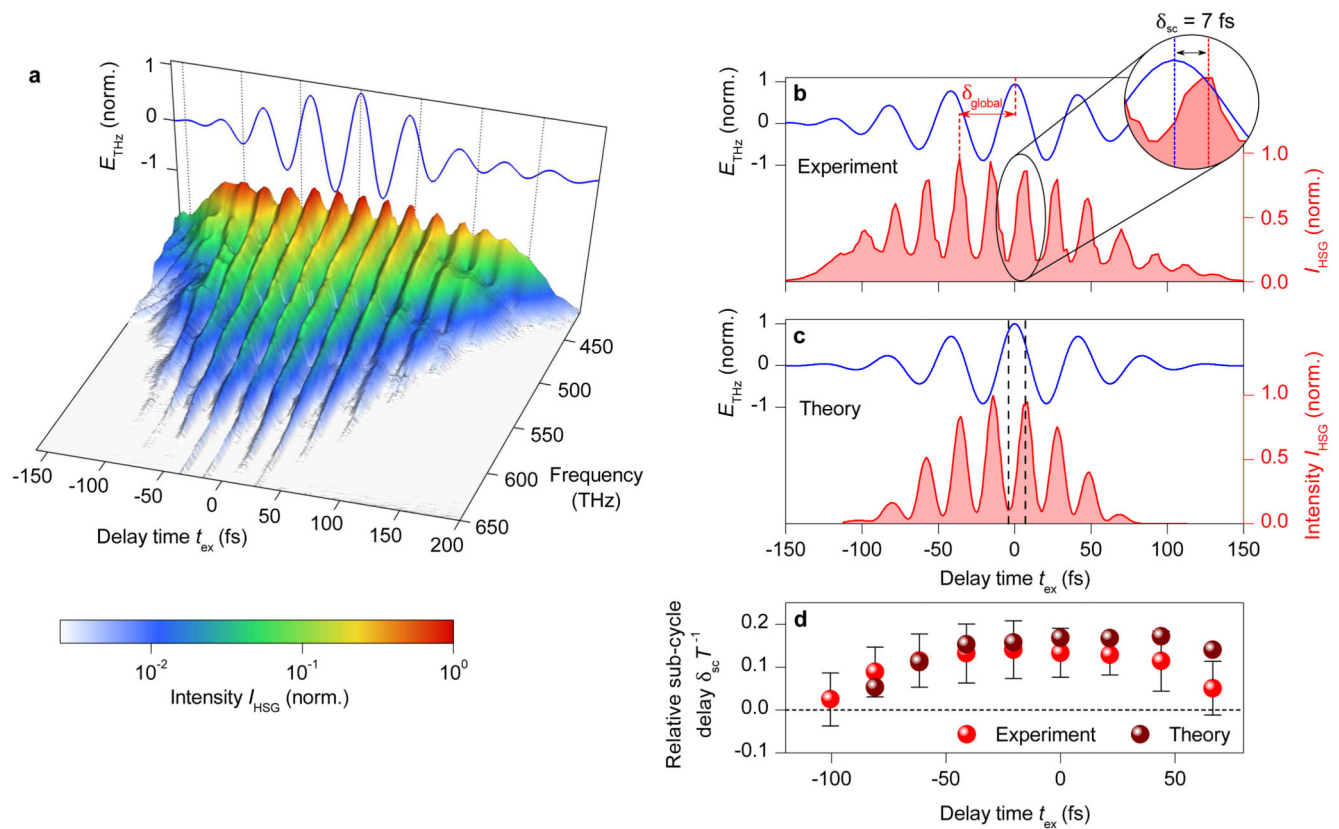 a
1
0
-1
E_THz (norm.)
450
500
550
600
650
Frequency
(THz)
-150
-100
-50
0
50
100
150
200
Delay time t_ex (fs)
10^-2
10^-1
10^0
Intensity I_HSG (norm.)
δ_sc = 7 fs
b
1
0
-1
E_THz (norm.)
δ_global
Experiment
1.0
0.5
0.0
I_HSG (norm.)
c
1
0
-1
E_THz (norm.)
Theory
1.0
0.5
0.0
Intensity I_HSG (norm.)
-150
-100
-50
0
50
100
150
Delay time t_ex (fs)
d
0.2
0.1
0.0
-0.1
Relative sub-cycle
delay δ_sc T^-1
Experiment
Theory
-100
-50
0
50
Delay time t_ex (fs)